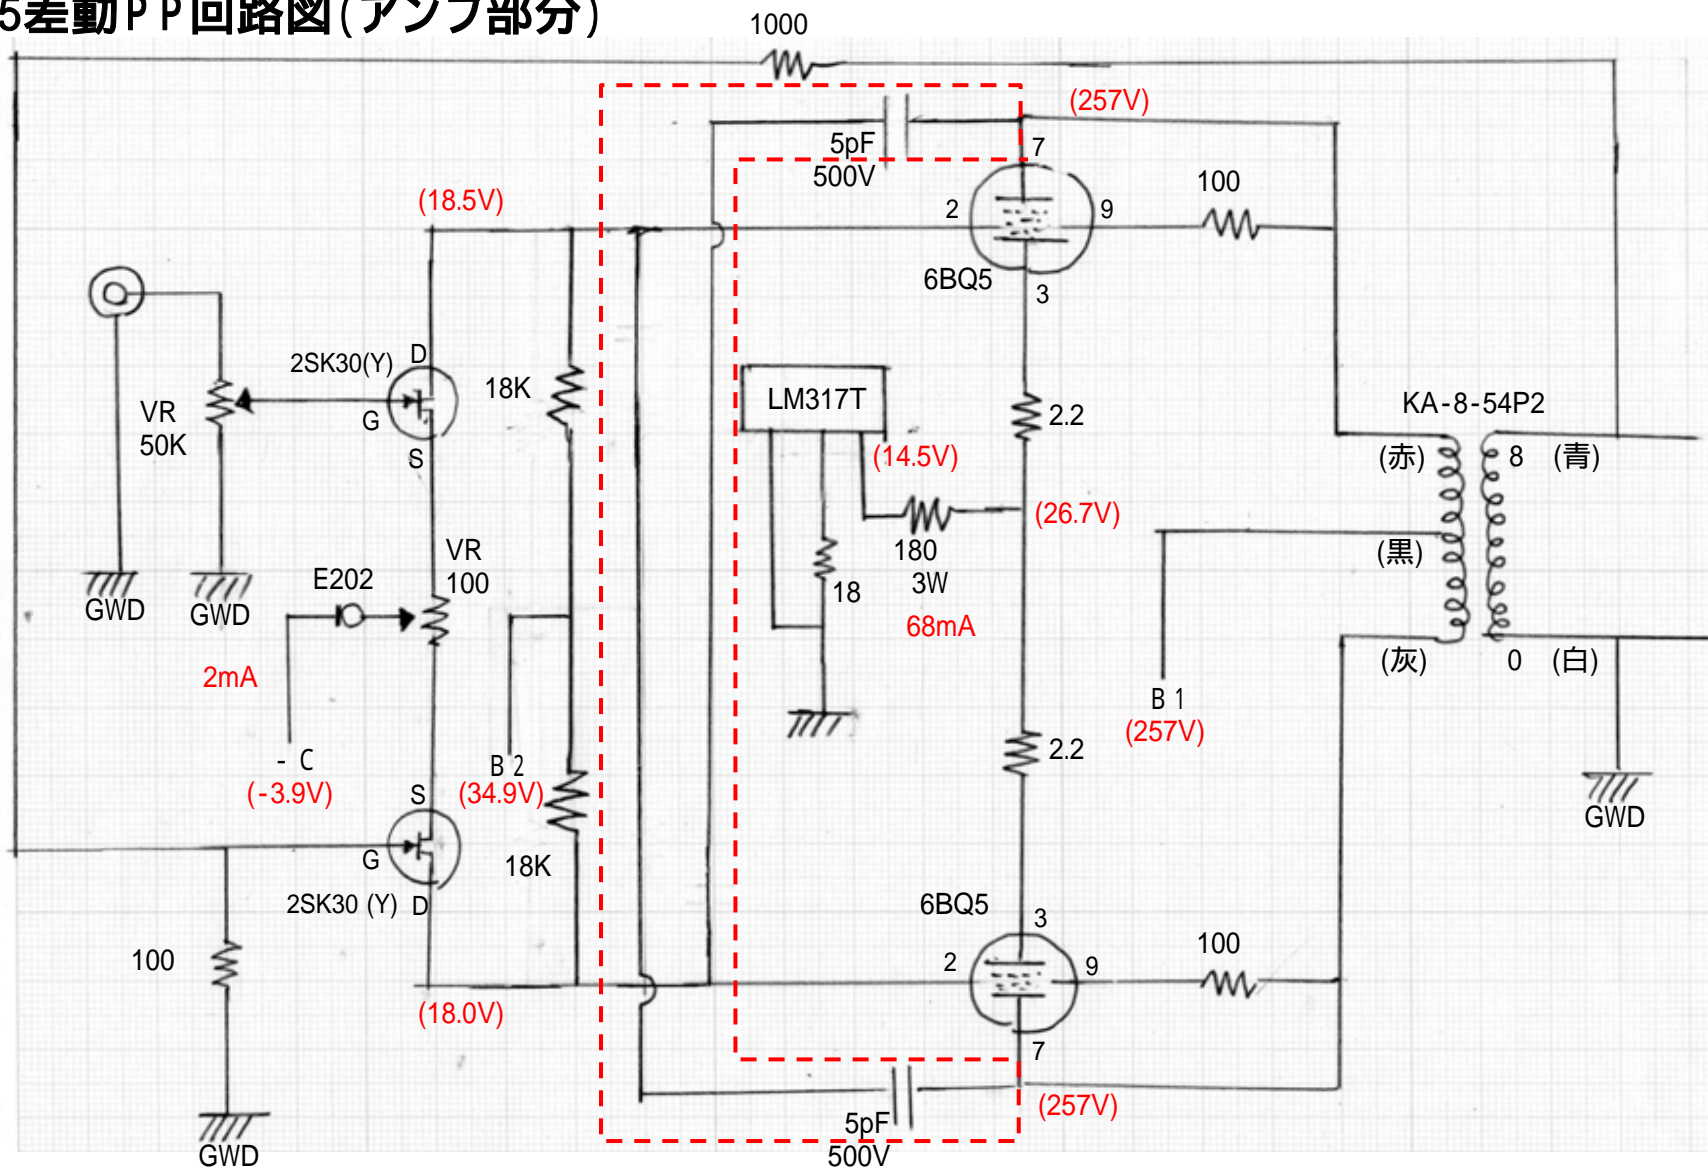 5差動PP回路図(アンプ部分)
1000
(257V)
5pF
500V
7
(18.5V)
2
9
100
6BQ5
3
2SK30(Y)
D
18K
LM317T
2.2
KA-8-54P2
VR
50K
G
S
(14.5V)
(赤)
8
(青)
(26.7V)
VR
100
E202
180
3W
18
(黒)
GWD
GWD
68mA
2mA
(灰)
0
(白)
B1
(257V)
- C
(-3.9V)
B2
(34.9V)
2.2
S
GWD
G
18K
2SK30 (Y)
D
6BQ5
3
100
2
9
100
(18.0V)
7
(257V)
5pF
500V
GWD